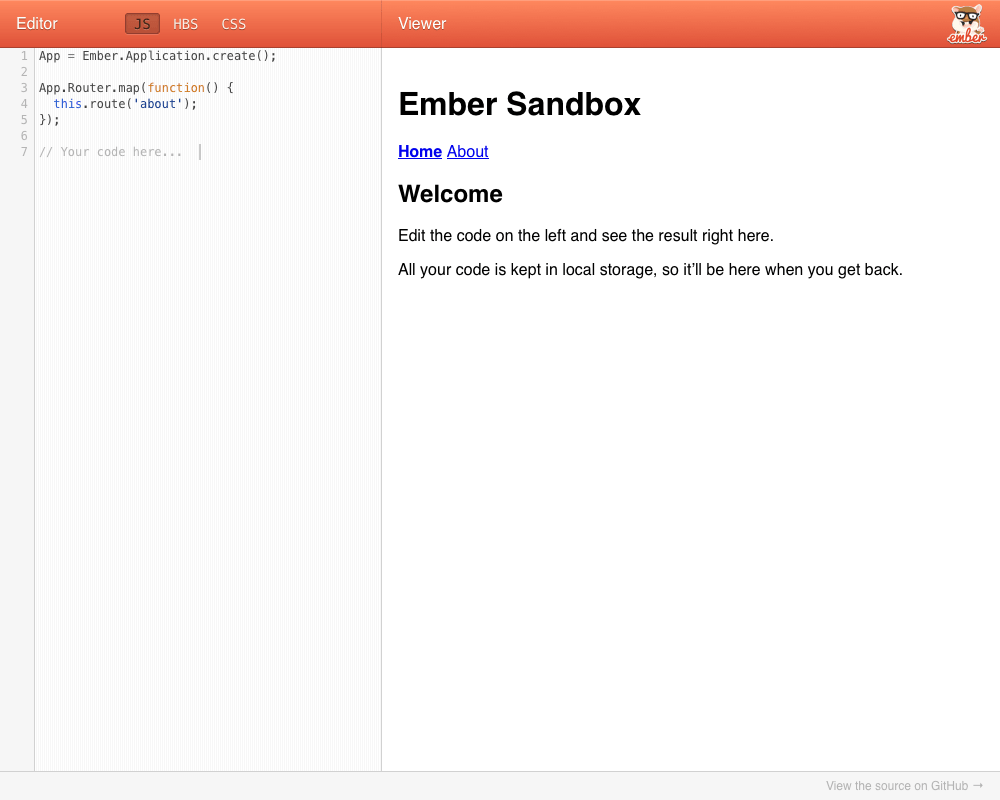 Editor JS HBS CSS Viewer ember
1 App = Ember.Application.create();
2
3 App.Router.map(function() {
4   this.route('about');
5 });
6
7 // Your code here...
Ember Sandbox
Home About
Welcome
Edit the code on the left and see the result right here.
All your code is kept in local storage, so it’ll be here when you get back.
View the source on GitHub →